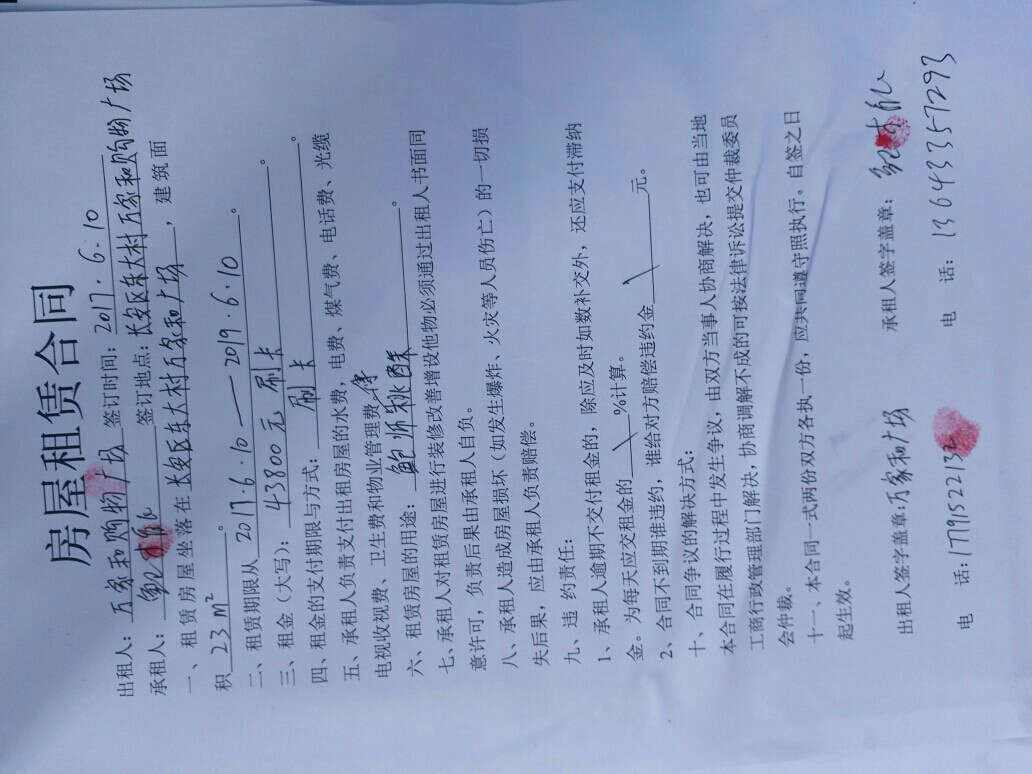 房屋租赁合同
出租人：万家和购物广场 签订时间：2017.6.10
承租人： 签订地点：长安区东大村万家和购物广场
一、租赁房屋坐落在长安区东大村万家和广场，建筑面
积 23 m²。
二、租赁期限从 2017.6.10——2019.6.10。
三、租金（大写）：43800元 刷卡。
四、租金的支付期限与方式：刷卡。
五、承租人负责支付出租房屋的水费，电费、煤气费、电话费、光缆
电视收视费、卫生费和物业管理费等
六、租赁房屋的用途：鲍师桃酥。
七、承租人对租赁房屋进行装修改善增设他物必须通过出租人书面同
意许可，负责后果由承租人自负。
八、承租人造成房屋损坏（如发生爆炸、火灾等人员伤亡）的一切损
失后果，应由承租人负责赔偿。
九、违 约责任：
1、承租人逾期不交付租金的，除应及时如数补交外，还应支付滞纳
金。为每天应交租金的\%计算。
2、合同不到期谁违约，谁给对方赔偿违约金\元。
十、合同争议的解决方式：
本合同在履行过程中发生争议，由双方当事人协商解决，也可由当地
工商行政管理部门解决，协商调解不成的可按法律诉讼提交仲裁委员
会仲裁。
十一、本合同一式两份双方各执一份，应共同遵守照执行。自签之日
起生效。
出租人签字盖章：万家和广场 承租人签字盖章：
电 话： 电 话：13643357293